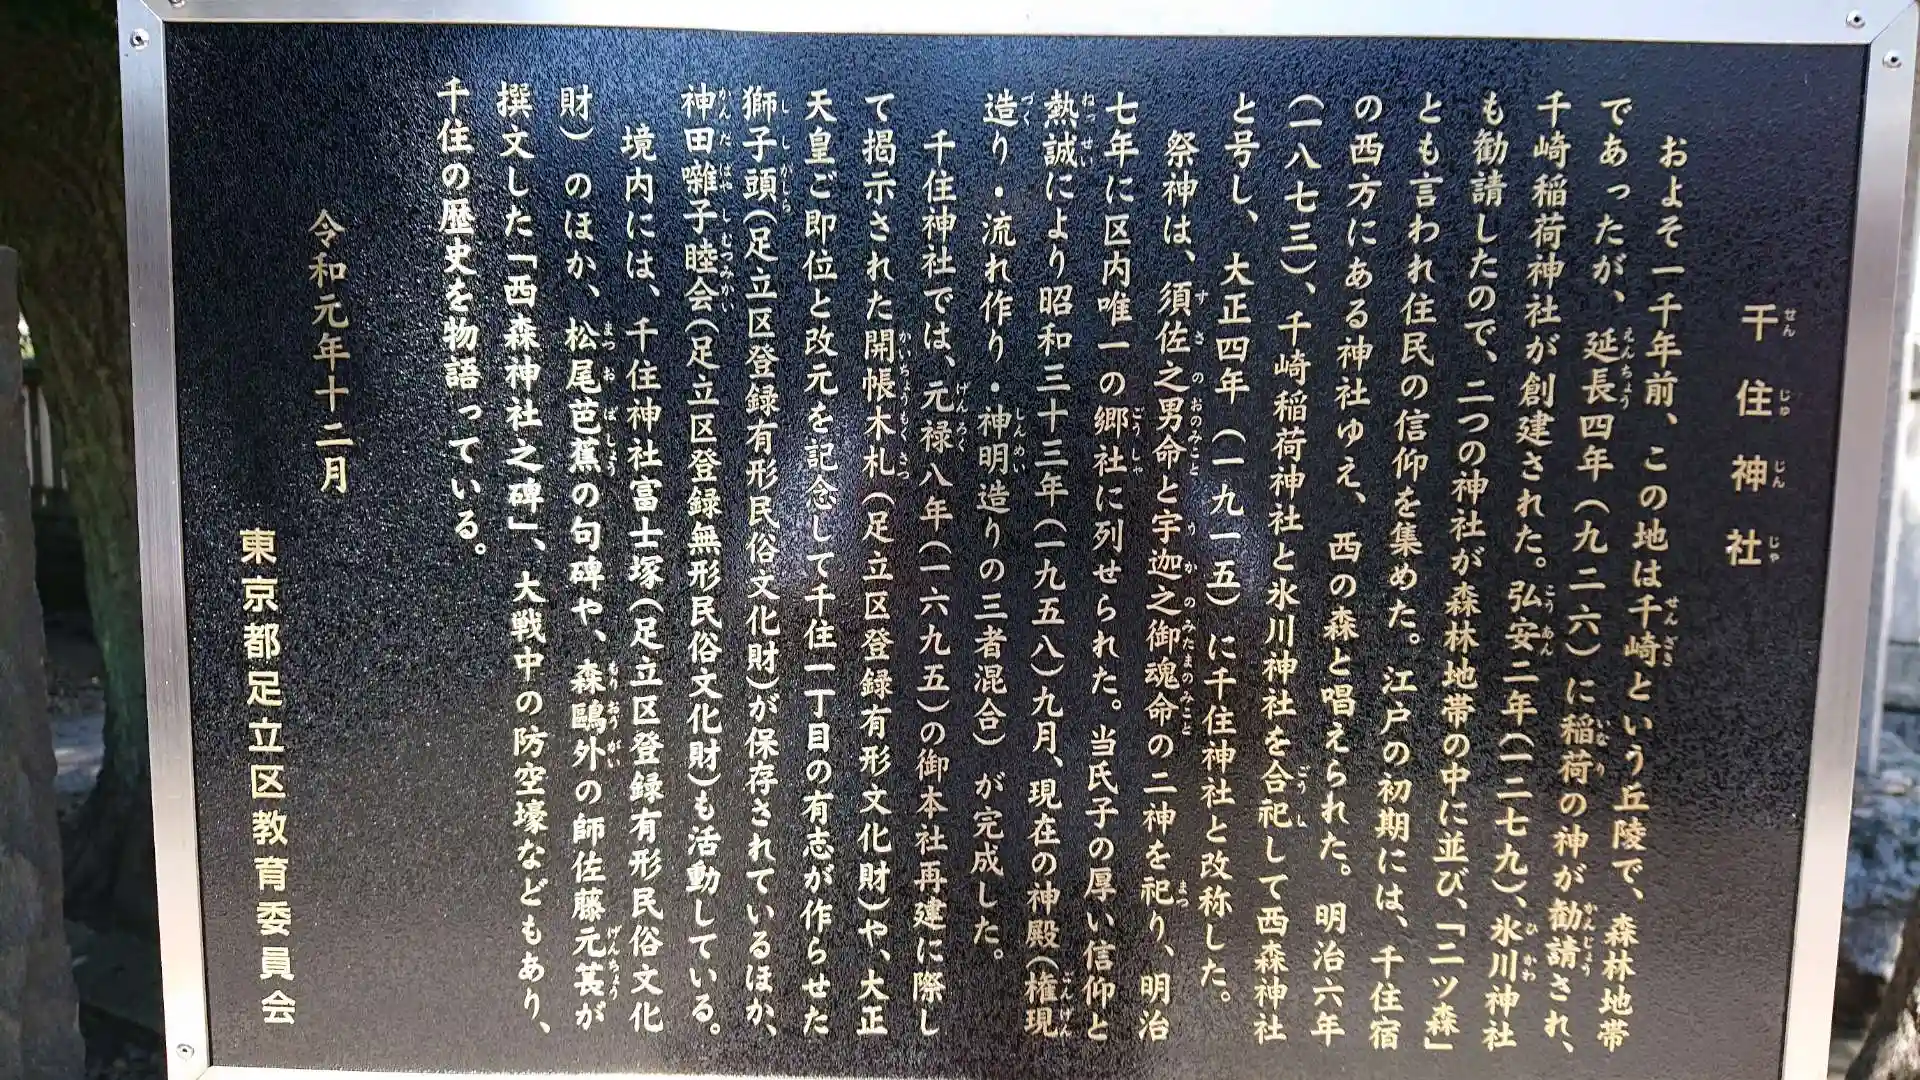 千住神社
せんじゅじんじゃ
およそ一千年前、この地は千崎という丘陵で、森林地帯
であったが、延長四年（九二六）に稲荷の神が勧請され、
千崎稲荷神社が創建された。弘安二年（一二七九）、氷川神社
も勧請したので、二つの神社が森林地帯の中に並び、「二ツ森」
とも言われ住民の信仰を集めた。江戸の初期には、千住宿
の西方にある神社ゆえ、西の森と唱えられた。明治六年
（一八七三）、千崎稲荷神社と氷川神社を合祀して西森神社
と号し、大正四年（一九一五）に千住神社と改称した。
祭神は、須佐之男命と宇迦之御魂命の二神を祀り、明治
七年に区内唯一の郷社に列せられた。当氏子の厚い信仰と
熱誠により昭和三十三年（一九五八）九月、現在の神殿（権現
造り・流れ作り・神明造りの三者混合）が完成した。
千住神社では、元禄八年（一六九五）の御本社再建に際し
て掲示された開帳木札（足立区登録有形文化財）や、大正
天皇ご即位と改元を記念して千住一丁目の有志が作らせた
獅子頭（足立区登録有形民俗文化財）が保存されているほか、
神田囃子睦会（足立区登録無形民俗文化財）も活動している。
境内には、千住神社富士塚（足立区登録有形民俗文化
財）のほか、松尾芭蕉の句碑や、森鷗外の師佐藤元萇が
撰文した「西森神社之碑」、大戦中の防空壕などもあり、
千住の歴史を物語っている。
令和元年十二月
東京都足立区教育委員会